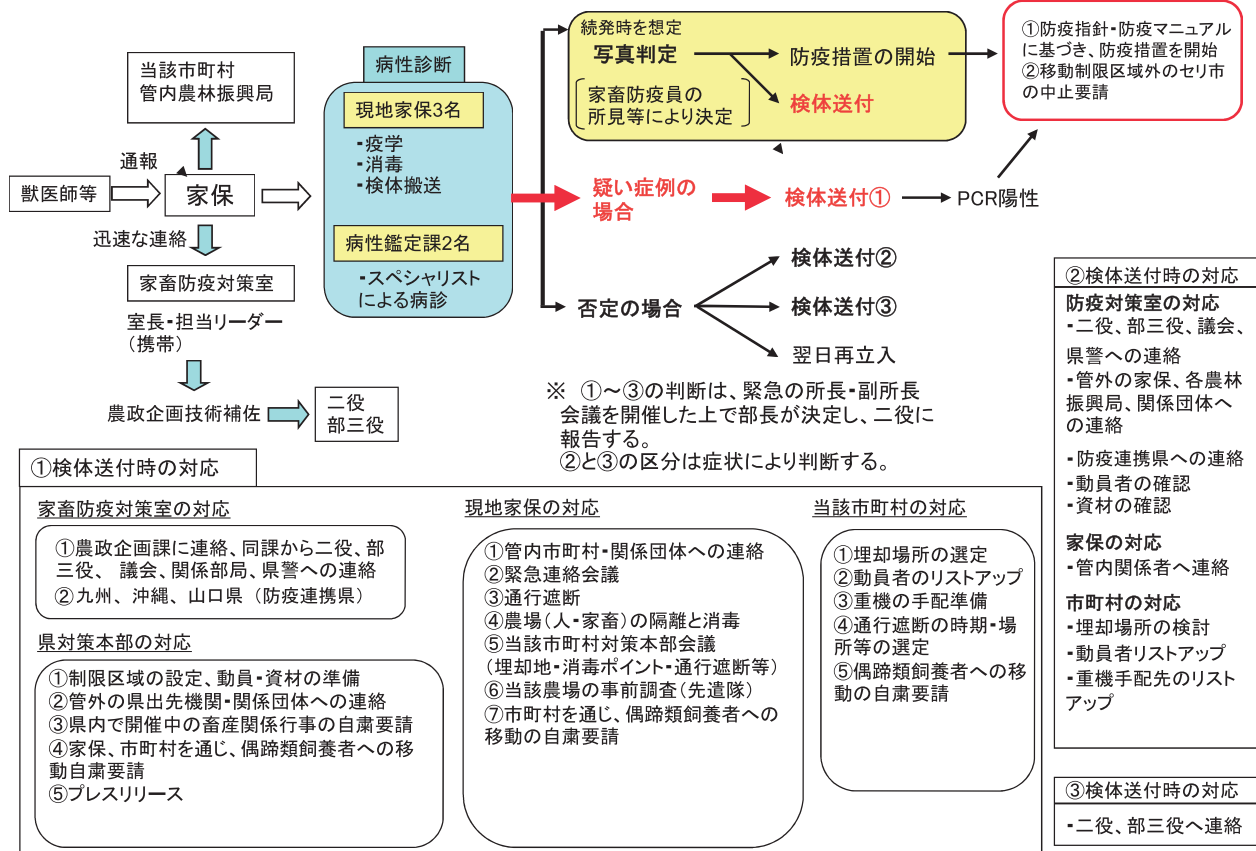 当該市町村
管内農林振興局
獣医師等
通報
家保
迅速な連絡
家畜防疫対策室
室長・担当リーダー
(携帯)
農政企画技術補佐
二役
部三役
病性診断
現地家保3名
・疫学
・消毒
・検体搬送
病性鑑定課2名
・スペシャリスト
による病診
続発時を想定
写真判定
防疫措置の開始
家畜防疫員の
所見等により決定
検体送付
①防疫指針・防疫マニュアル
に基づき、防疫措置を開始
②移動制限区域外のセリ市
の中止要請
疑い症例の
場合
検体送付①
PCR陽性
否定の場合
検体送付②
検体送付③
翌日再立入
※ ①～③の判断は、緊急の所長・副所長
会議を開催した上で部長が決定し、二役に
報告する。
②と③の区分は症状により判断する。
①検体送付時の対応
家畜防疫対策室の対応
①農政企画課に連絡、同課から二役、部
三役、 議会、関係部局、県警への連絡
②九州、沖縄、山口県 (防疫連携県)
県対策本部の対応
①制限区域の設定、動員・資材の準備
②管外の県出先機関・関係団体への連絡
③県内で開催中の畜産関係行事の自粛要請
④家保、市町村を通じ、偶蹄類飼養者への移
動自粛要請
⑤プレスリリース
現地家保の対応
①管内市町村・関係団体への連絡
②緊急連絡会議
③通行遮断
④農場(人・家畜)の隔離と消毒
⑤当該市町村対策本部会議
(埋却地・消毒ポイント・通行遮断等)
⑥当該農場の事前調査(先遣隊)
⑦市町村を通じ、偶蹄類飼養者への
移動の自粛要請
当該市町村の対応
①埋却場所の選定
②動員者のリストアップ
③重機の手配準備
④通行遮断の時期・場
所等の選定
⑤偶蹄類飼養者への移
動の自粛要請
②検体送付時の対応
防疫対策室の対応
・二役、部三役、議会、
県警への連絡
・管外の家保、各農林
振興局、関係団体へ
の連絡
・防疫連携県への連絡
・動員者の確認
・資材の確認
家保の対応
・管内関係者へ連絡
市町村の対応
・埋却場所の検討
・動員者リストアップ
・重機手配先のリスト
アップ
③検体送付時の対応
・二役、部三役へ連絡